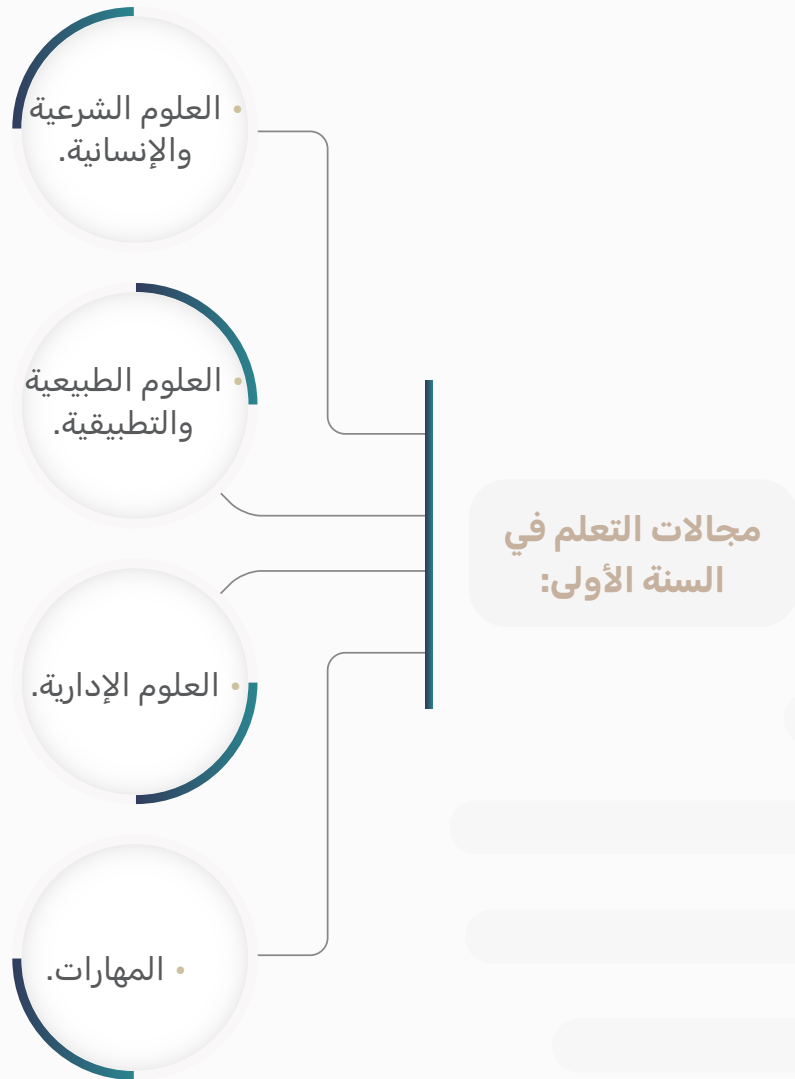 مجالات التعلم في
السنة الأولى:
• العلوم الشرعية
والإنسانية.
• العلوم الطبيعية
والتطبيقية.
• العلوم الإدارية.
• المهارات.